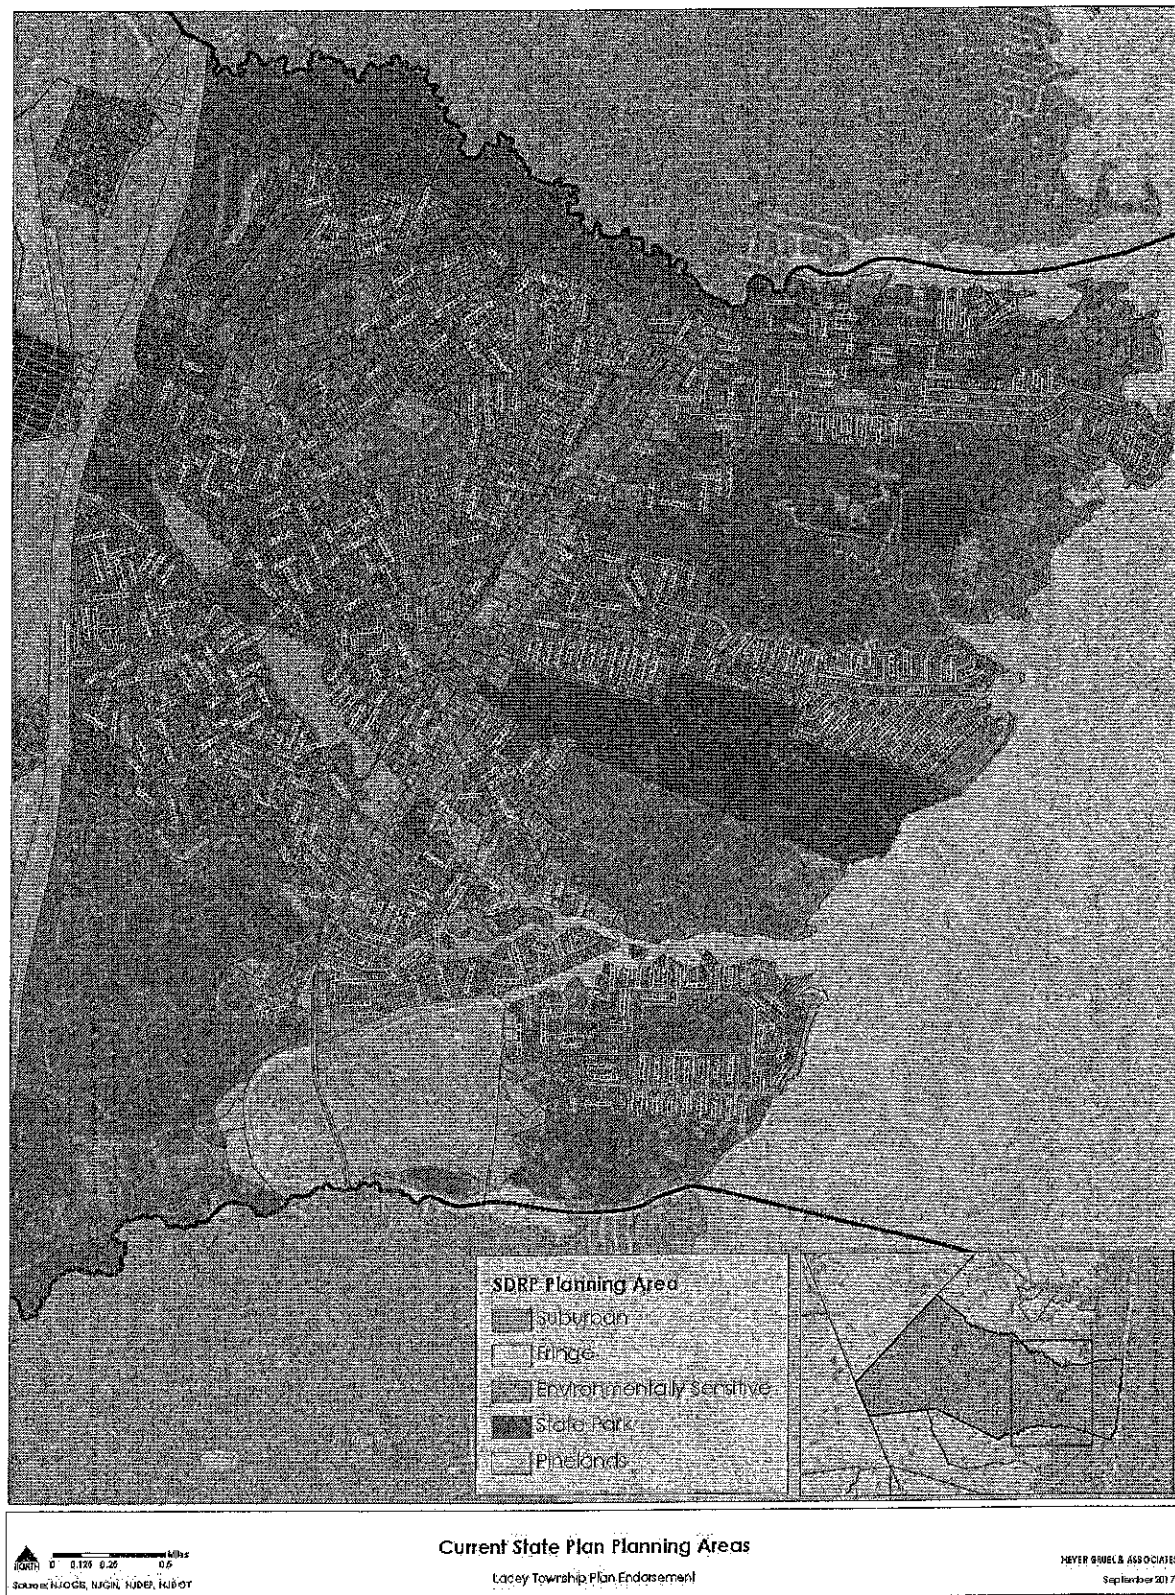 SDRP Planning Area
Suburban
Fringe
Environmentally Sensitive
State Park
Pinelands
NORTH
0 0.125 0.25 0.5
Miles
Source: NJOGIS, NJGIN, NJDEP, NJDOT
Current State Plan Planning Areas
Lacey Township Plan Endorsement
HEYER GRUEL & ASSOCIATES
September 2017